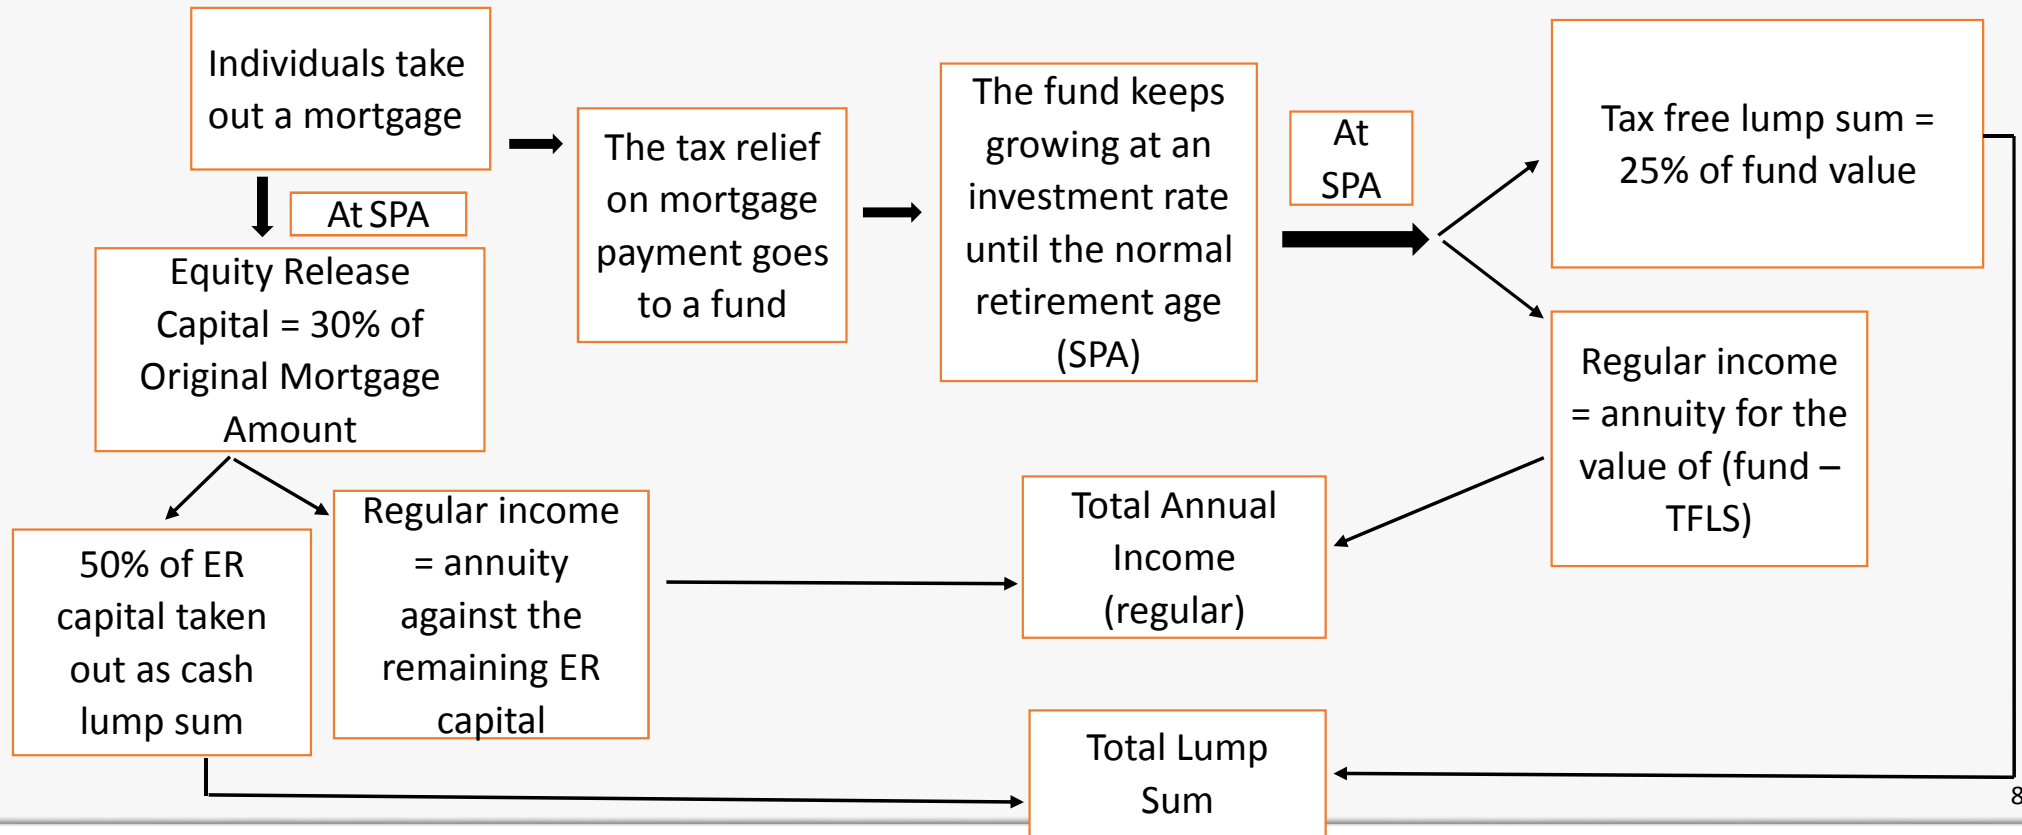 Individuals take
out a mortgage
At SPA
Equity Release
Capital = 30% of
Original Mortgage
Amount
50% of ER
capital taken
out as cash
lump sum
Regular income
= annuity
against the
remaining ER
capital
The tax relief
on mortgage
payment goes
to a fund
The fund keeps
growing at an
investment rate
until the normal
retirement age
(SPA)
At
SPA
Tax free lump sum =
25% of fund value
Regular income
= annuity for the
value of (fund –
TFLS)
Total Annual
Income
(regular)
Total Lump
Sum
8